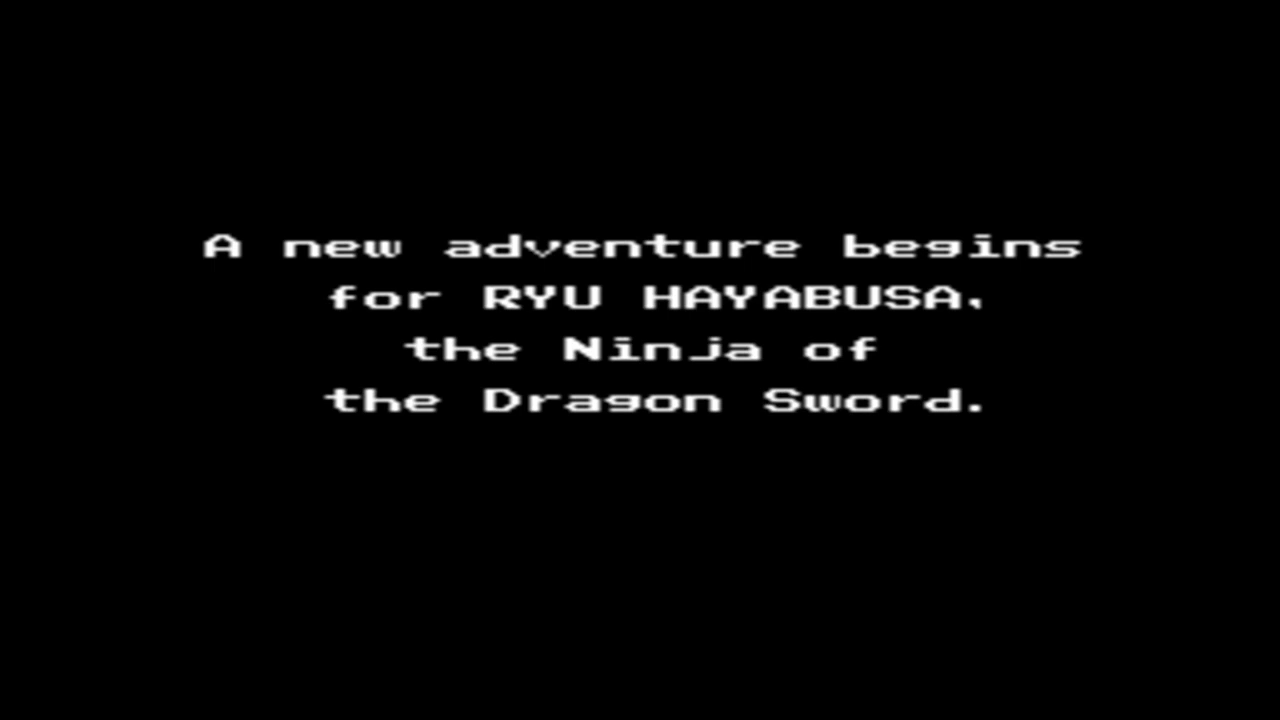 A new adventure begins
for RYU HAYABUSA,
the Ninja of
the Dragon Sword.